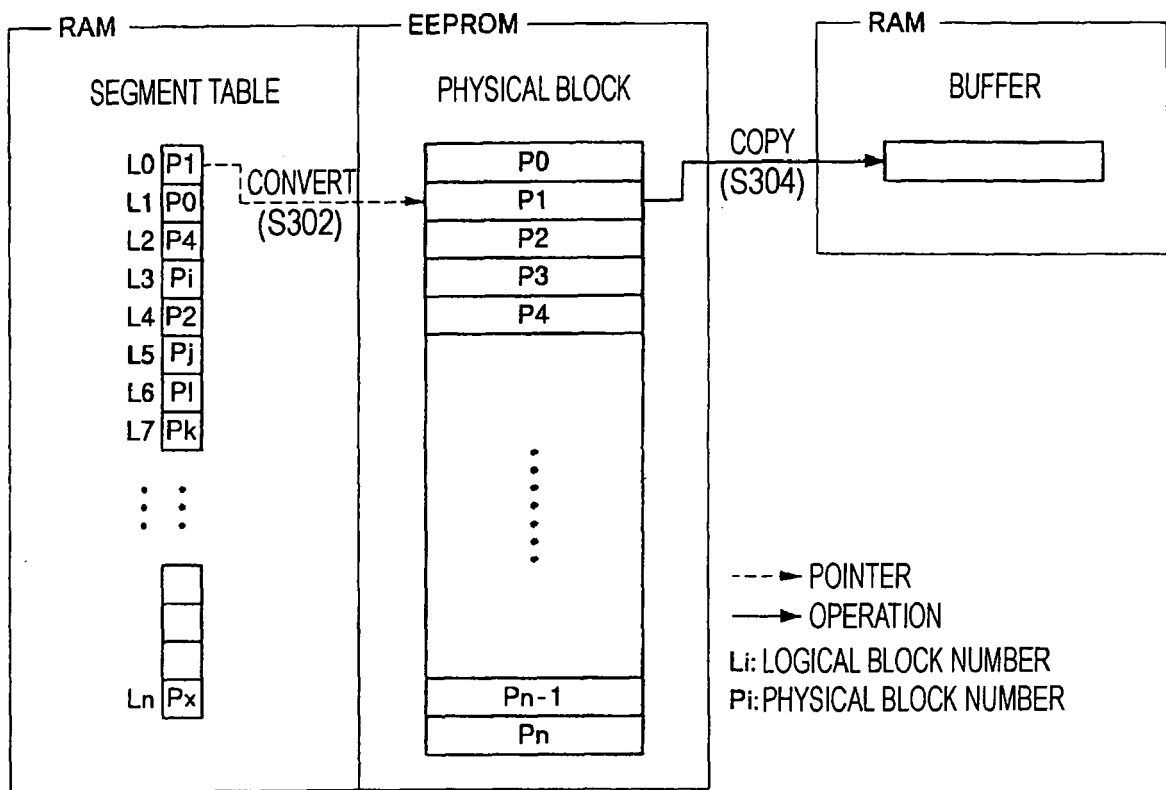 RAM
SEGMENT TABLE
L0 P1
L1 P0
L2 P4
L3 Pi
L4 P2
L5 Pj
L6 Pl
L7 Pk
Ln Px
CONVERT
(S302)
EEPROM
PHYSICAL BLOCK
P0
P1
P2
P3
P4
Pn-1
Pn
COPY
(S304)
RAM
BUFFER
POINTER
OPERATION
Li: LOGICAL BLOCK NUMBER
Pi: PHYSICAL BLOCK NUMBER